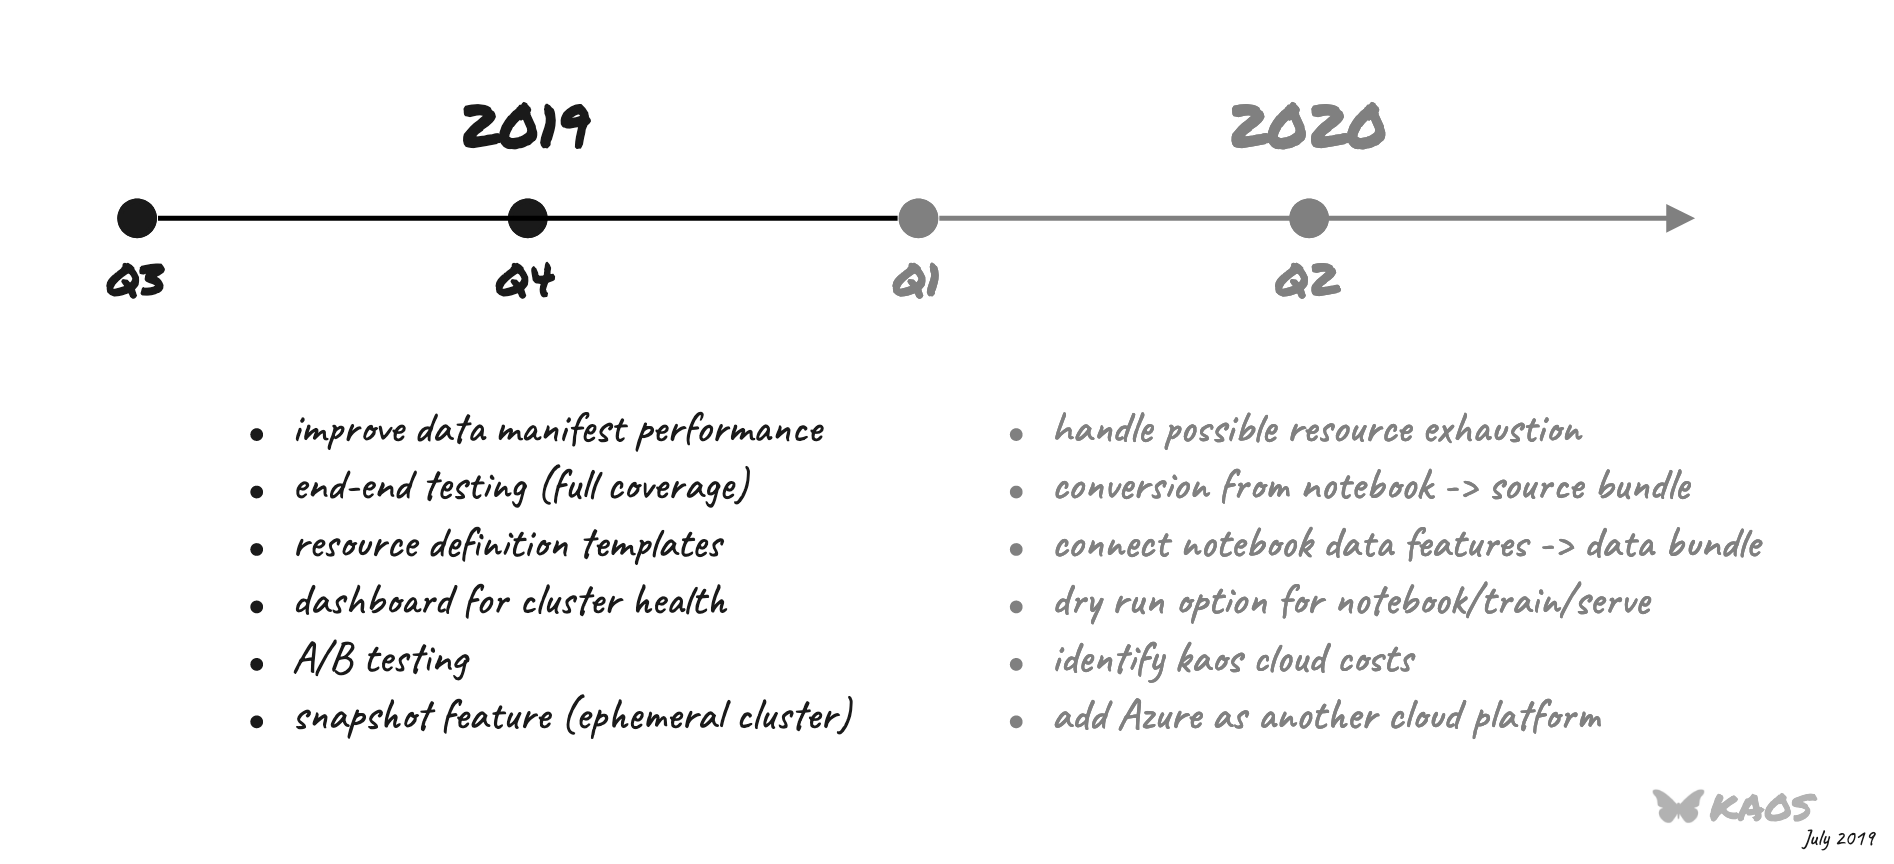 2019
2020
Q3
Q4
Q1
Q2
• improve data manifest performance
• end-end testing (full coverage)
• resource definition templates
• dashboard for cluster health
• A/B testing
• snapshot feature (ephemeral cluster)
• handle possible resource exhaustion
• conversion from notebook -> source bundle
• connect notebook data features -> data bundle
• dry run option for notebook/train/serve
• identify kaos cloud costs
• add Azure as another cloud platform
KAOS
July 2019